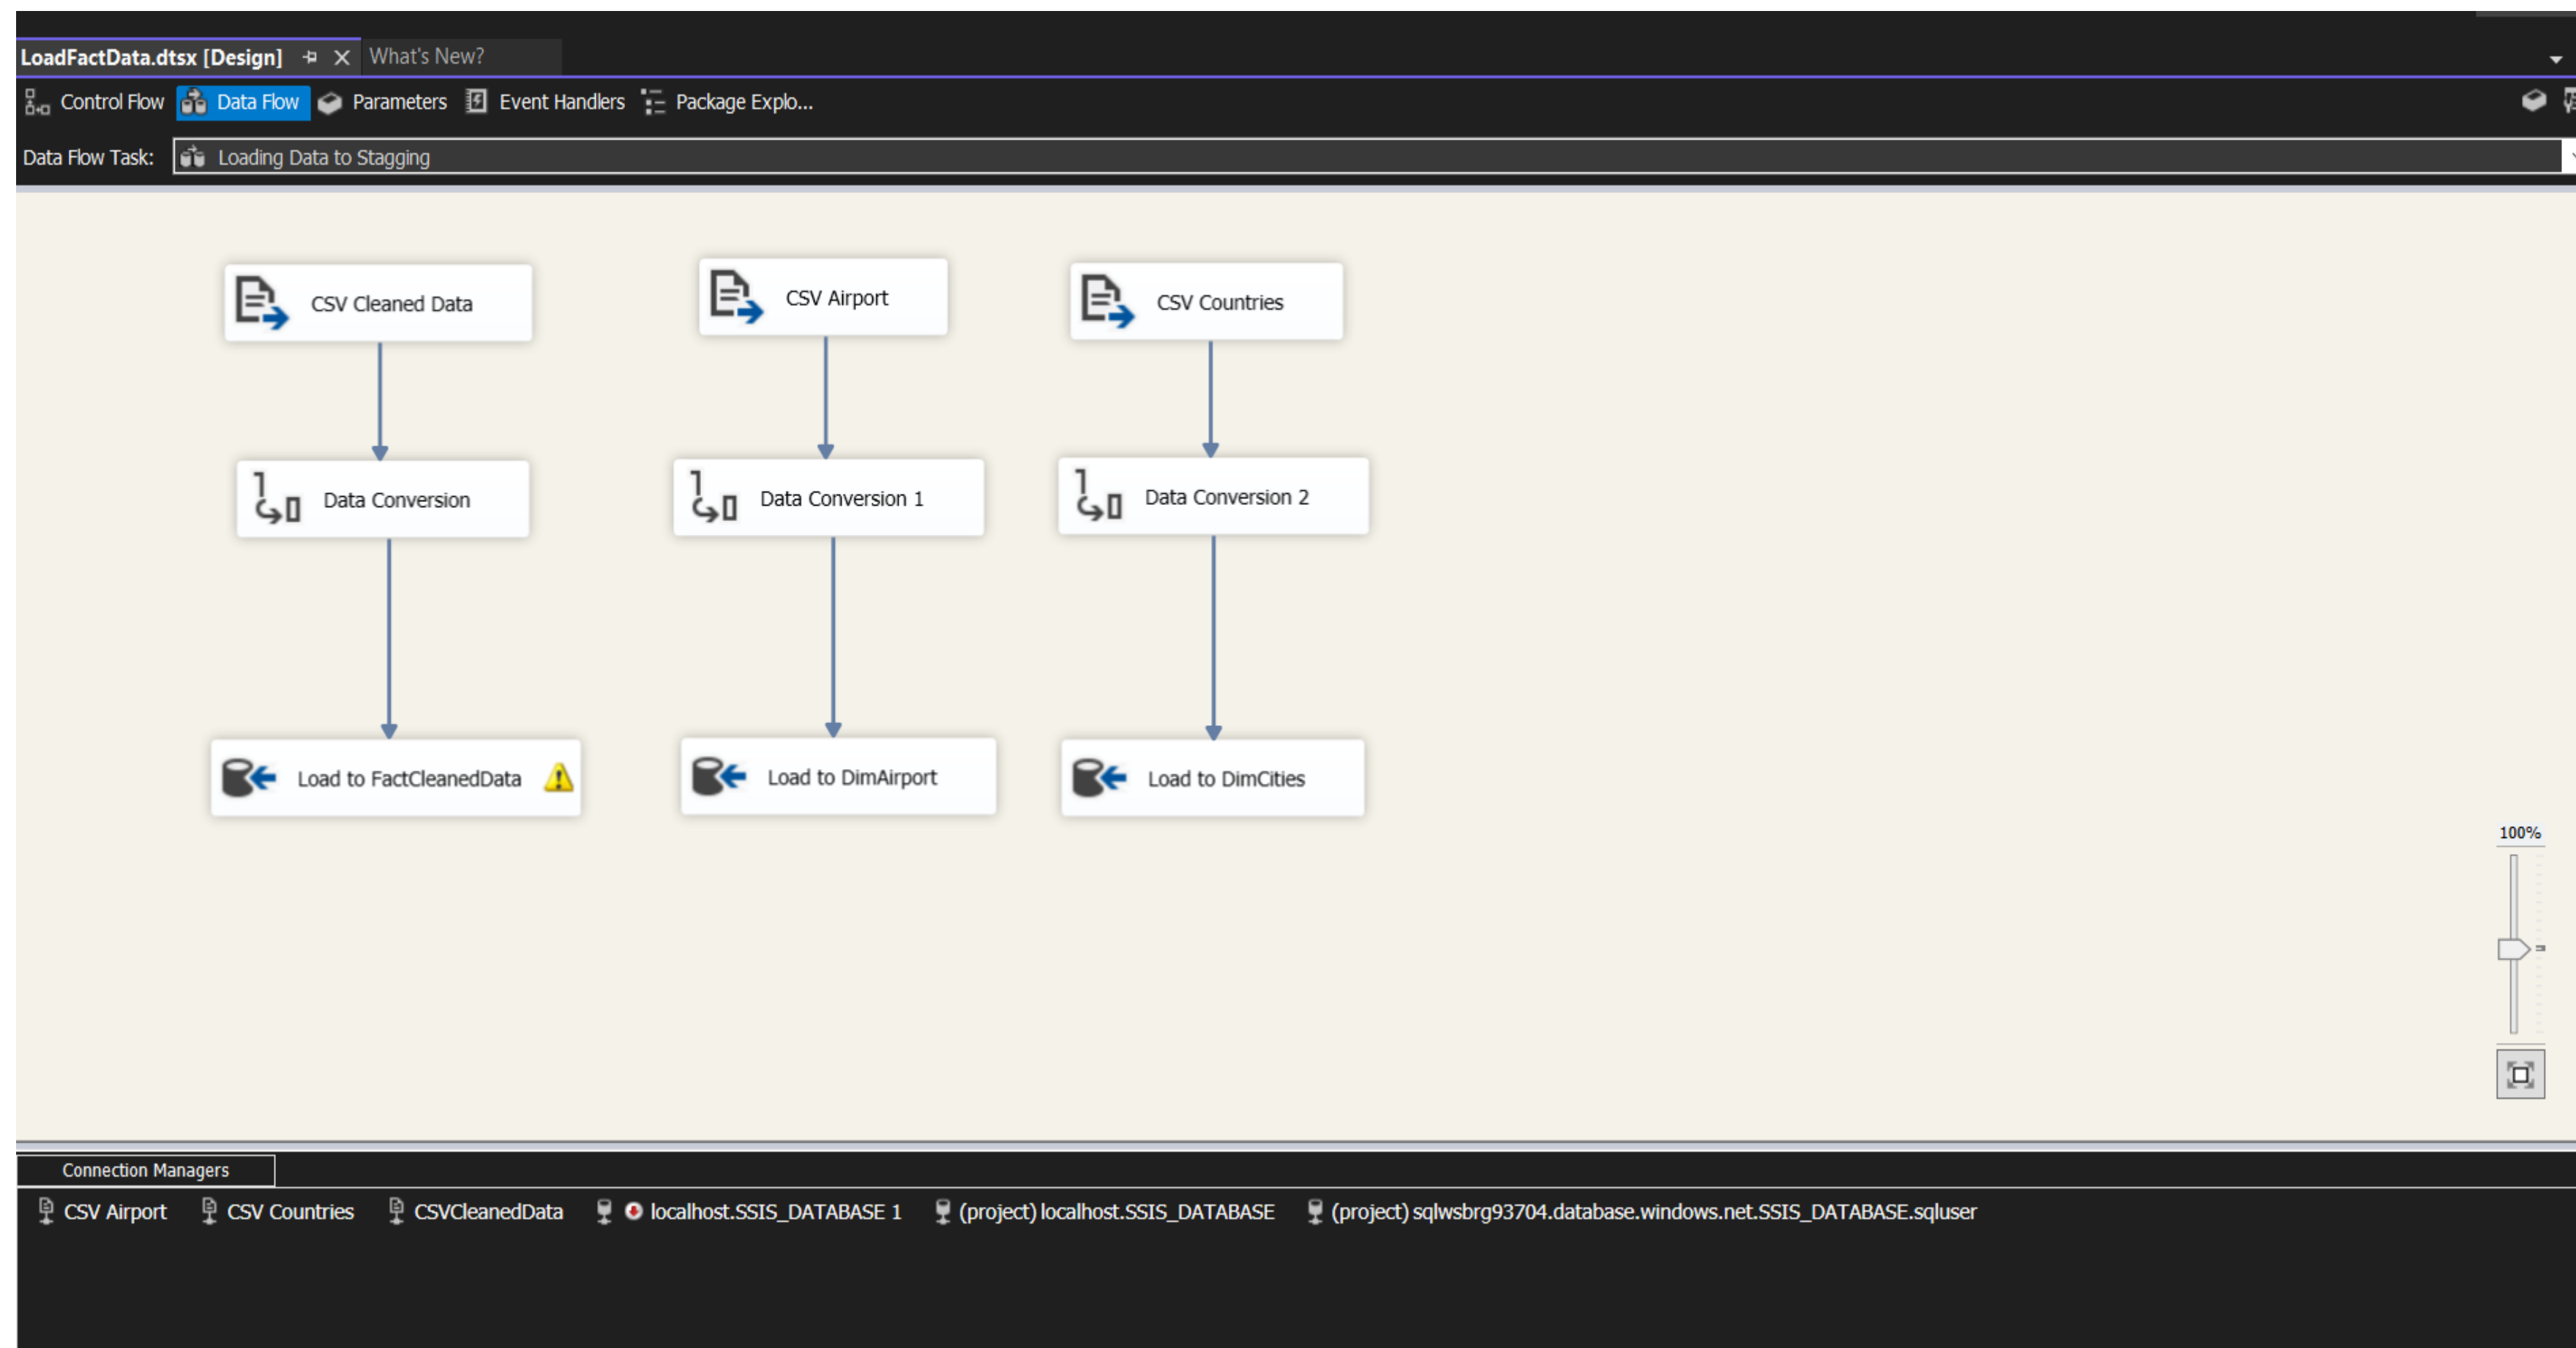 LoadFactData.dtsx [Design] What's New?
Control Flow Data Flow Parameters Event Handlers Package Explo...
Data Flow Task: Loading Data to Stagging
CSV Cleaned Data
CSV Airport
CSV Countries
Data Conversion
Data Conversion 1
Data Conversion 2
Load to FactCleanedData
Load to DimAirport
Load to DimCities
100%
Connection Managers
CSV Airport CSV Countries CSVCleanedData localhost.SSIS_DATABASE 1 (project) localhost.SSIS_DATABASE (project) sqlwsbrg93704.database.windows.net.SSIS_DATABASE.sqluser